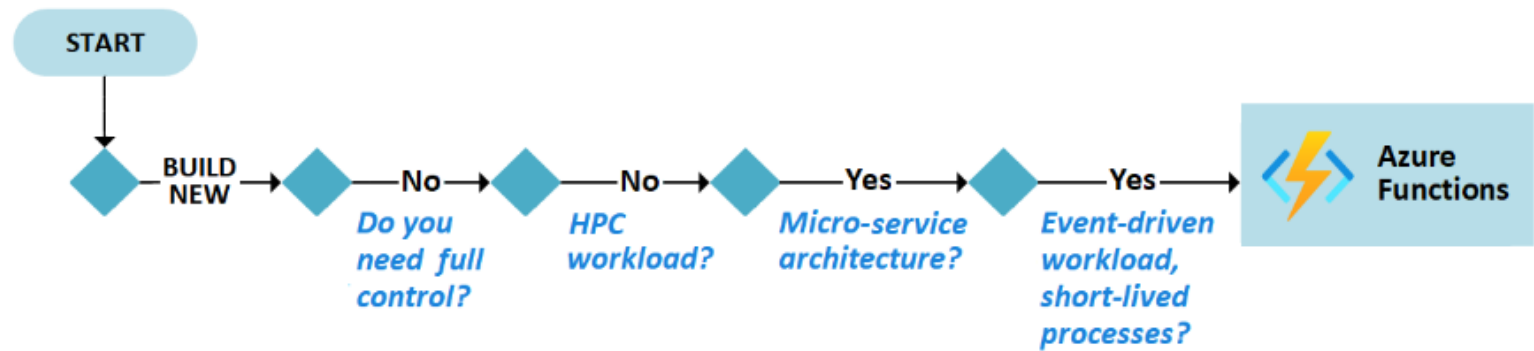 START
BUILD
NEW
No
Do you
need full
control?
No
HPC
workload?
Yes
Micro-service
architecture?
Yes
Event-driven
workload,
short-lived
processes?
Azure
Functions